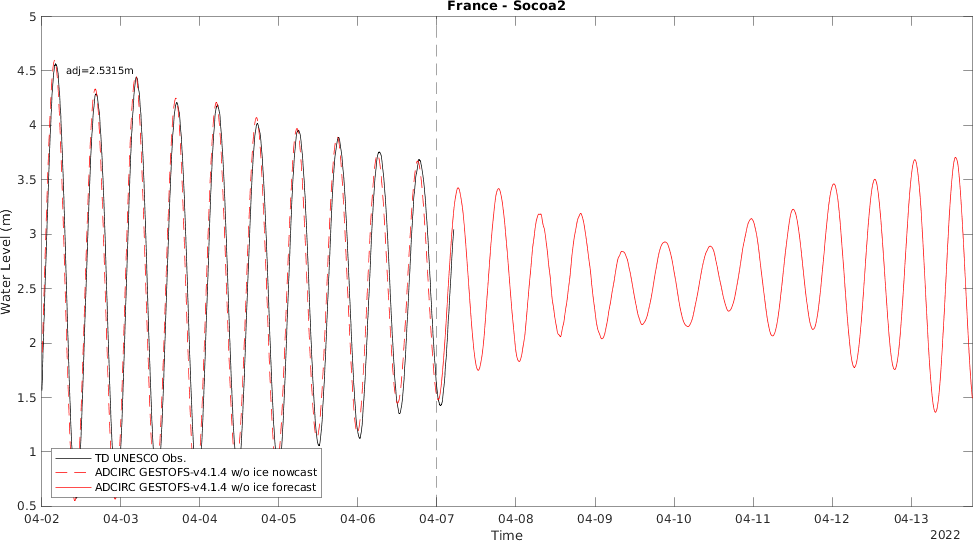 France - Socoa2
5
4.5
4
3.5
3
2.5
2
1.5
1
0.5
Water Level (m)
adj=2.5315m
TD UNESCO Obs.
ADCIRC GESTOFS-v4.1.4 w/o ice nowcast
ADCIRC GESTOFS-v4.1.4 w/o ice forecast
04-02 04-03 04-04 04-05 04-06 04-07 04-08 04-09 04-10 04-11 04-12 04-13
Time
2022